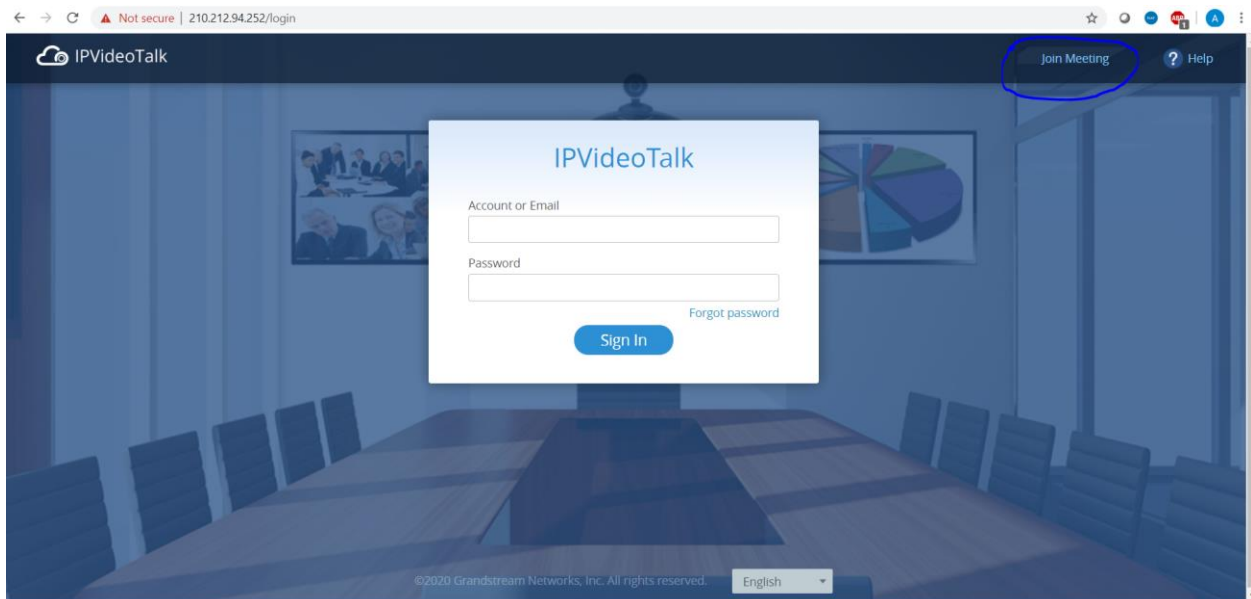 Not secure | 210.212.94.252/login
IPVideoTalk
Join Meeting
? Help
IPVideoTalk
Account or Email
Password
Forgot password
Sign In
©2020 Grandstream Networks, Inc. All rights reserved.
English